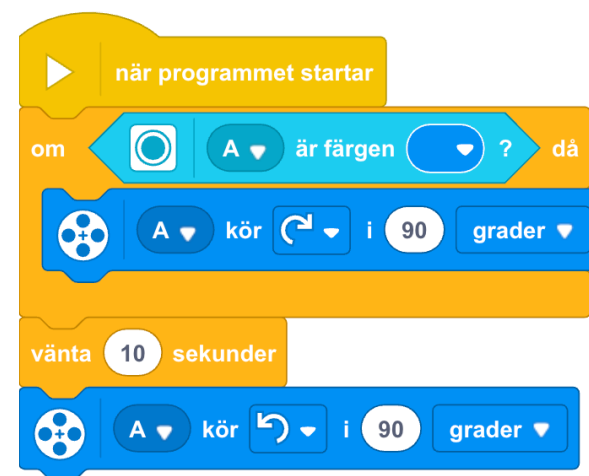 när programmet startar
om A är färgen ? då
A kör i 90 grader
vänta 10 sekunder
A kör i 90 grader